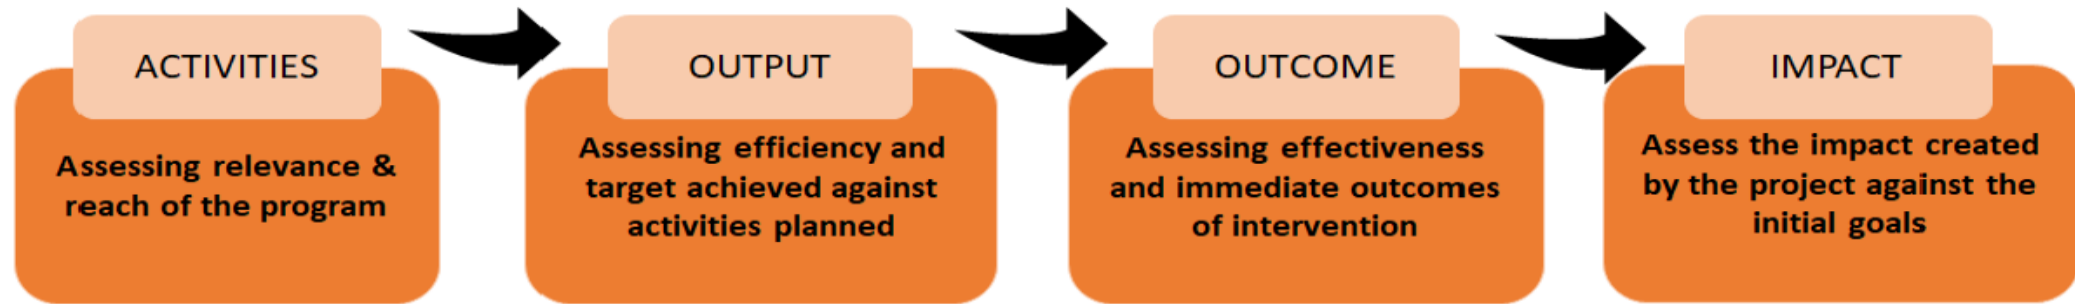 ACTIVITIES
Assessing relevance &
reach of the program
OUTPUT
Assessing efficiency and
target achieved against
activities planned
OUTCOME
Assessing effectiveness
and immediate outcomes
of intervention
IMPACT
Assess the impact created
by the project against the
initial goals